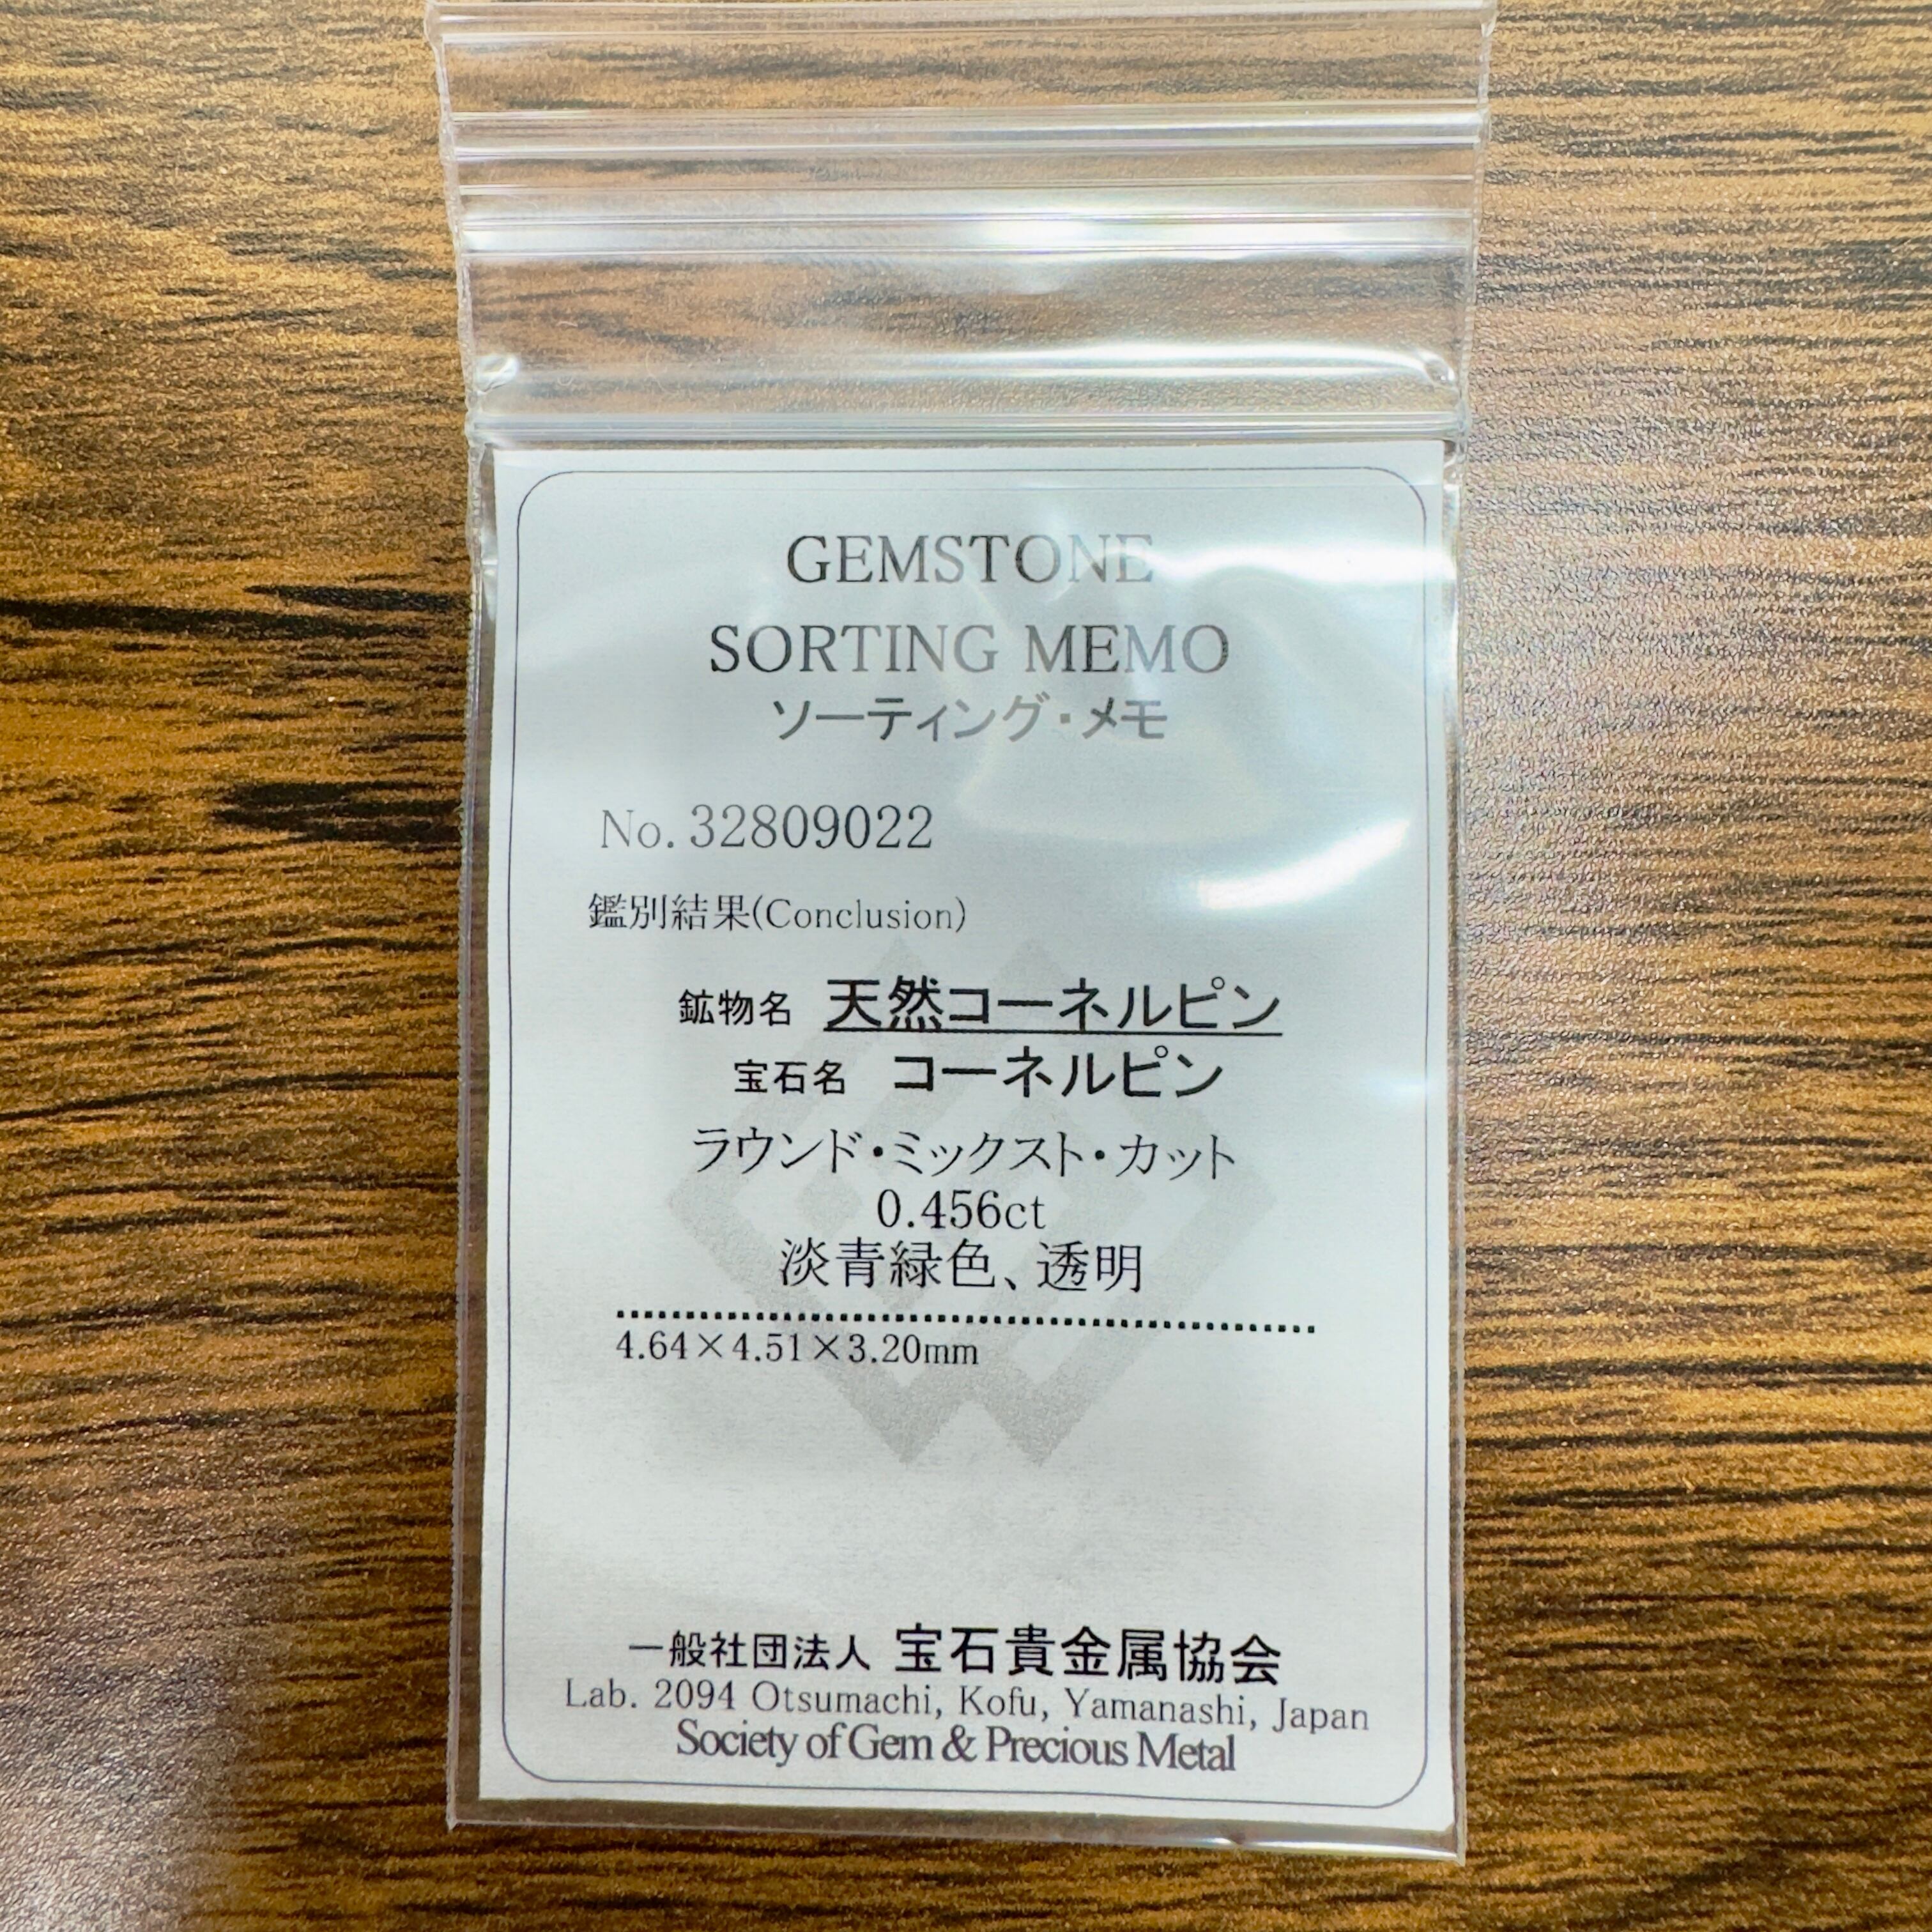 GEMSTONE
SORTING MEMO
ソーティング・メモ
No. 32809022
鑑別結果(Conclusion)
鉱物名 天然コーネルピン
宝石名 コーネルピン
ラウンド・ミックスト・カット
0.456ct
淡青緑色、透明
4.64×4.51×3.20mm
一般社団法人 宝石貴金属協会
Lab. 2094 Otsumachi, Kofu, Yamanashi, Japan
Society of Gem & Precious Metal